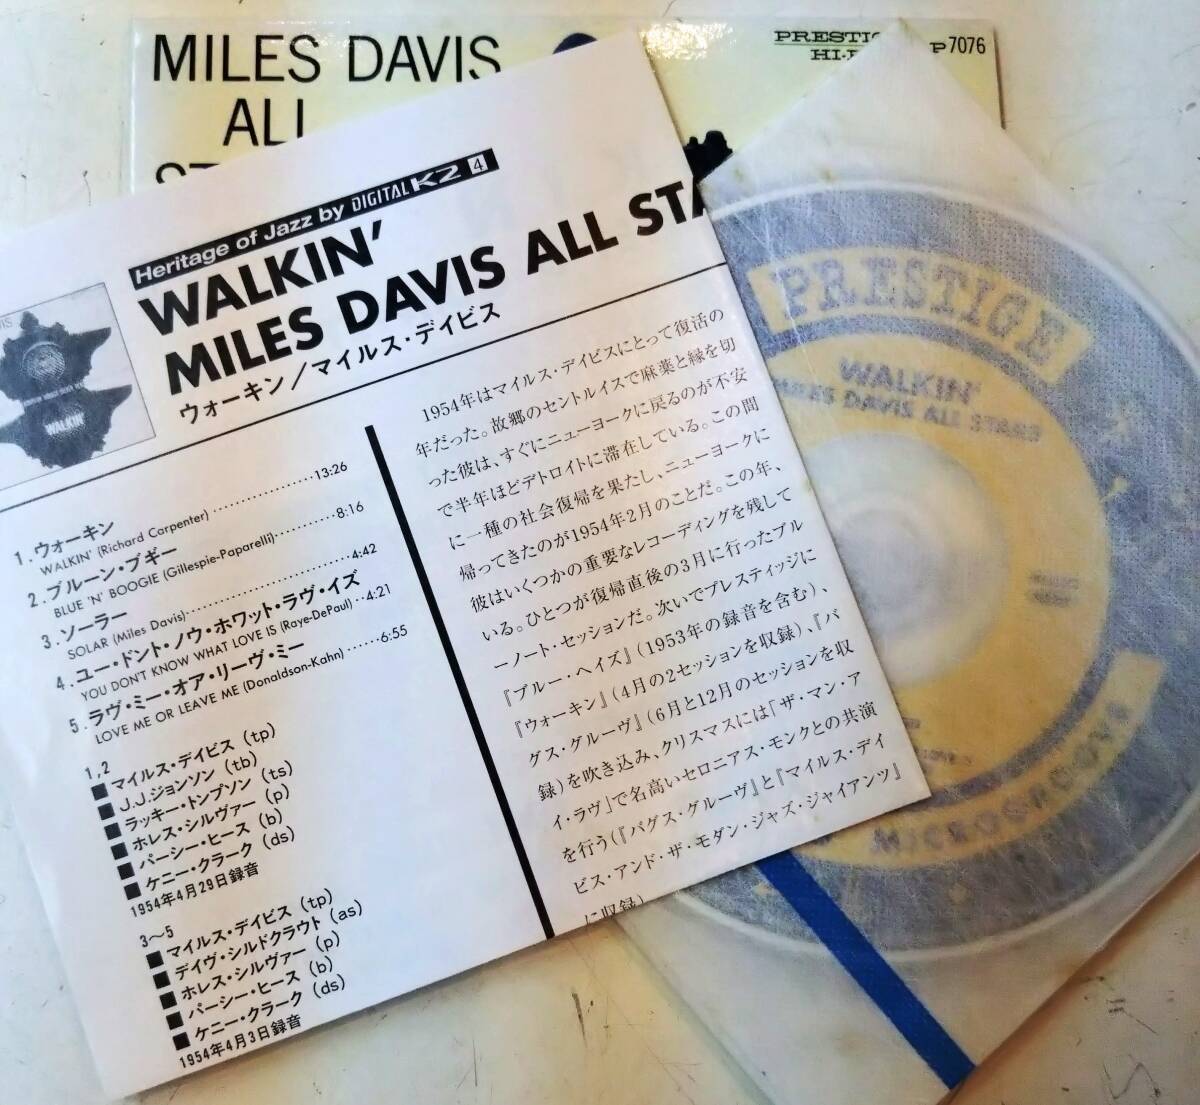 MILES DAVIS
ALL
PRESTIGE
HI-
P7076
Heritage of Jazz by DIGITAL K2 4
WALKIN'
MILES DAVIS ALL STA
ウォーキン/マイルス・デイビス
WALKIN'
1.ウォーキン
WALKIN' (Richard Carpenter) 13:26
2.ブルーン・ブギー
BLUE 'N' BOOGIE (Gillespie-Paparelli) 8:16
3.ソーラー
SOLAR (Miles Davis) 4:42
4.ユー・ドント・ノウ・ホワット・ラヴ・イズ
YOU DON'T KNOW WHAT LOVE IS (Raye-DePaul) 4:21
5.ラヴ・ミー・オア・リーヴ・ミー
LOVE ME OR LEAVE ME (Donaldson-Kahn) 6:55
1,2
■マイルス・デイビス (tp)
■J.J.ジョンソン (tb)
■ラッキー・トンプソン (ts)
■ホレス・シルヴァー (p)
■パーシー・ヒース (b)
■ケニー・クラーク (ds)
1954年4月29日録音
3〜5
■マイルス・デイビス (tp)
■デイヴ・シルドクラウト (as)
■ホレス・シルヴァー (p)
■パーシー・ヒース (b)
■ケニー・クラーク (ds)
1954年4月3日録音
1954年はマイルス・デイビスにとって復活の
年だった。故郷のセントルイスで麻薬と縁を切
った彼は、すぐにニューヨークに戻るのが不安
で半年ほどデトロイトに滞在している。この間
に一種の社会復帰を果たし、ニューヨークに
帰ってきたのが1954年2月のことだ。この年、
彼はいくつかの重要なレコーディングを残して
いる。ひとつが復帰直後の3月に行ったブル
ーノート・セッションだ。次いでプレスティッジに
『ブルー・ヘイズ』(1953年の録音を含む)、
『ウォーキン』(4月の2セッションを収録)、『バ
グス・グルーヴ』(6月と12月のセッションを収
録)を吹き込み、クリスマスには「ザ・マン・ア
イ・ラヴ」で名高いセロニアス・モンクとの共演
を行う(『バグス・グルーヴ』と『マイルス・デイ
ビス・アンド・ザ・モダン・ジャズ・ジャイアンツ』
に収録)
PRESTIGE
WALKIN'
MILES DAVIS ALL STARS
MICROGROOVE